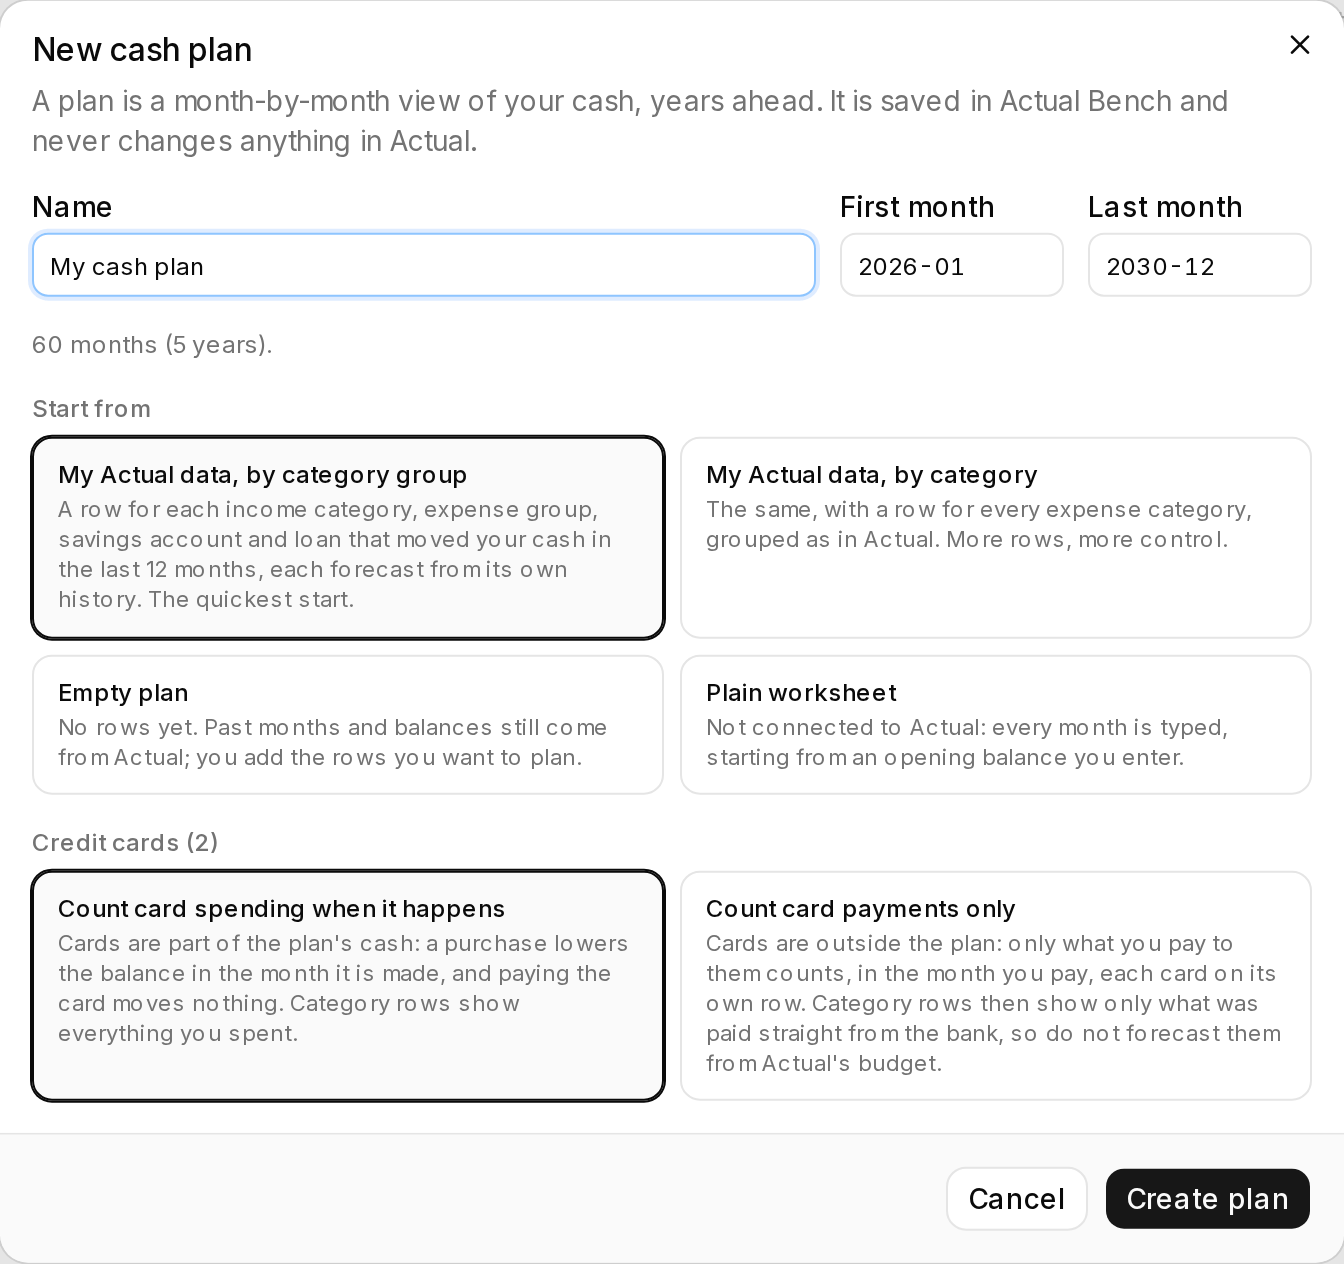 New cash plan
A plan is a month-by-month view of your cash, years ahead. It is saved in Actual Bench and
never changes anything in Actual.
Name
First month
Last month
My cash plan
2026-01
2030-12
60 months (5 years).
Start from
My Actual data, by category group
A row for each income category, expense group,
savings account and loan that moved your cash in
the last 12 months, each forecast from its own
history. The quickest start.
My Actual data, by category
The same, with a row for every expense category,
grouped as in Actual. More rows, more control.
Empty plan
No rows yet. Past months and balances still come
from Actual; you add the rows you want to plan.
Plain worksheet
Not connected to Actual: every month is typed,
starting from an opening balance you enter.
Credit cards (2)
Count card spending when it happens
Cards are part of the plan's cash: a purchase lowers
the balance in the month it is made, and paying the
card moves nothing. Category rows show
everything you spent.
Count card payments only
Cards are outside the plan: only what you pay to
them counts, in the month you pay, each card on its
own row. Category rows then show only what was
paid straight from the bank, so do not forecast them
from Actual's budget.
Cancel
Create plan